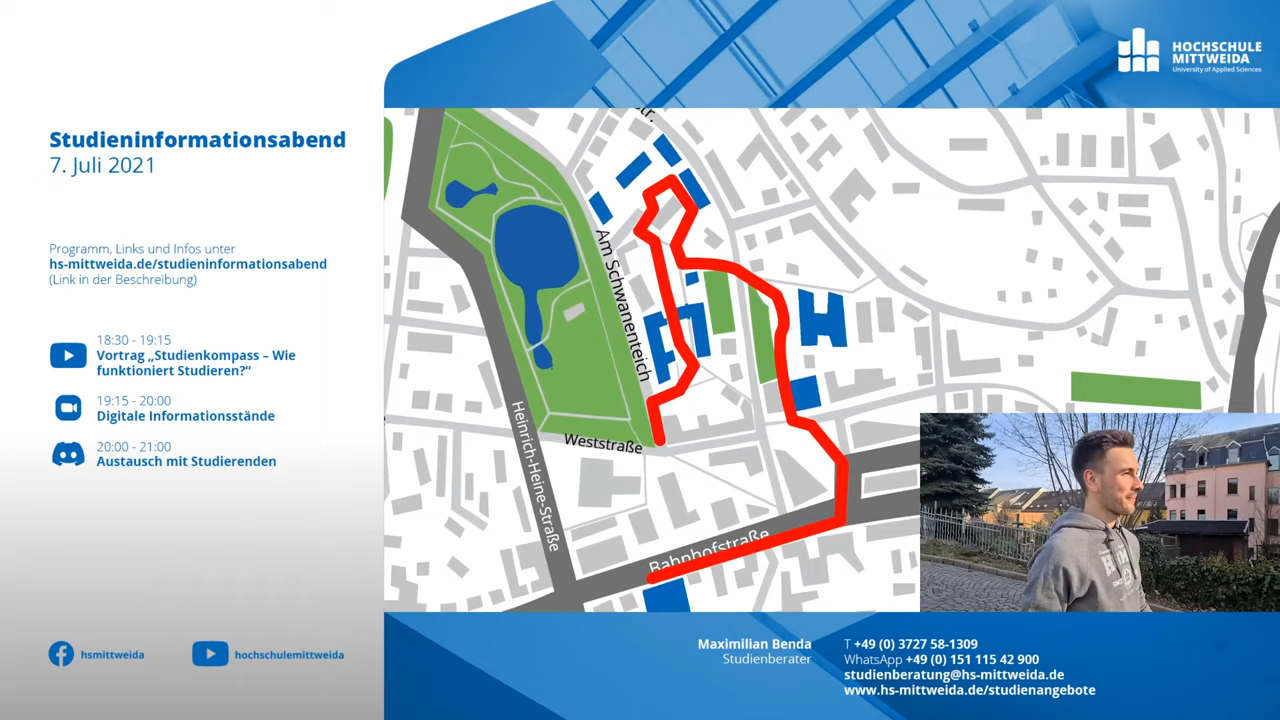 HOCHSCHULE
MITTWEIDA
University of Applied Sciences
Studieninformationsabend
7. Juli 2021
Programm, Links und Infos unter
hs-mittweida.de/studieninformationsabend
(Link in der Beschreibung)
18:30 - 19:15
Vortrag „Studienkompass – Wie
funktioniert Studieren?“
19:15 - 20:00
Digitale Informationsstände
20:00 - 21:00
Austausch mit Studierenden
hsmittweida
hochschulemittweida
str.
Am Schwanenteich
Weststraße
Heinrich-Heine-Straße
Bahnhofstraße
Maximilian Benda
Studienberater
T +49 (0) 3727 58-1309
WhatsApp +49 (0) 151 115 42 900
studienberatung@hs-mittweida.de
www.hs-mittweida.de/studienangebote